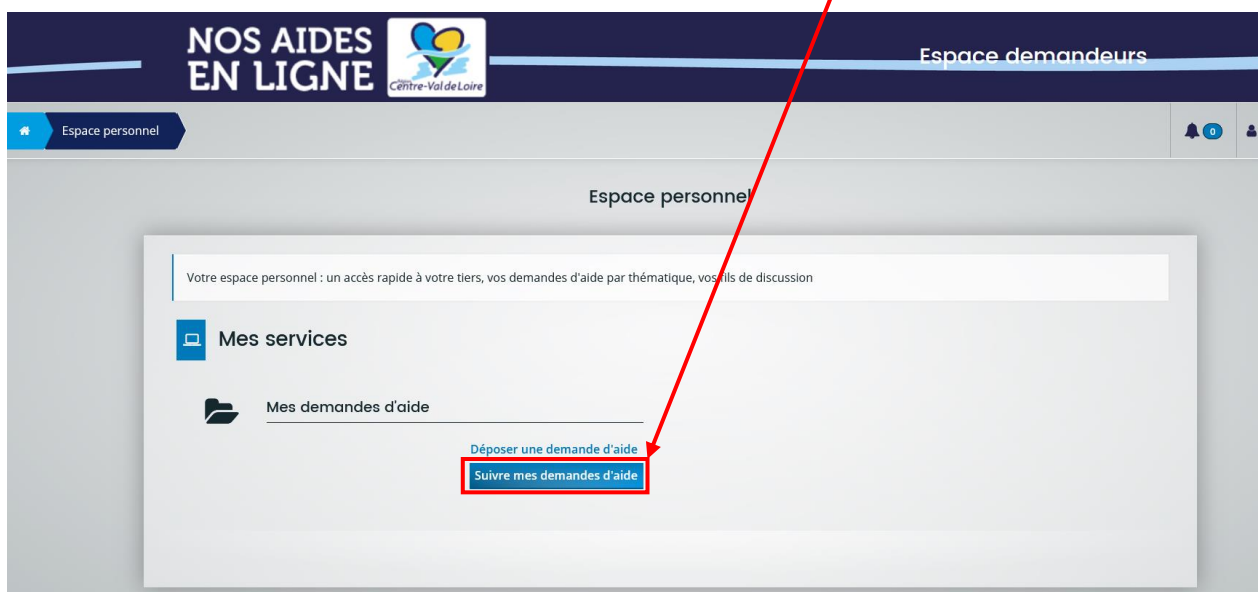 NOS AIDES
EN LIGNE
Centre-Val de Loire
Espace demandeurs
Espace personnel
0
Espace personnel
Votre espace personnel : un accès rapide à votre tiers, vos demandes d'aide par thématique, vos fils de discussion
Mes services
Mes demandes d'aide
Déposer une demande d'aide
Suivre mes demandes d'aide